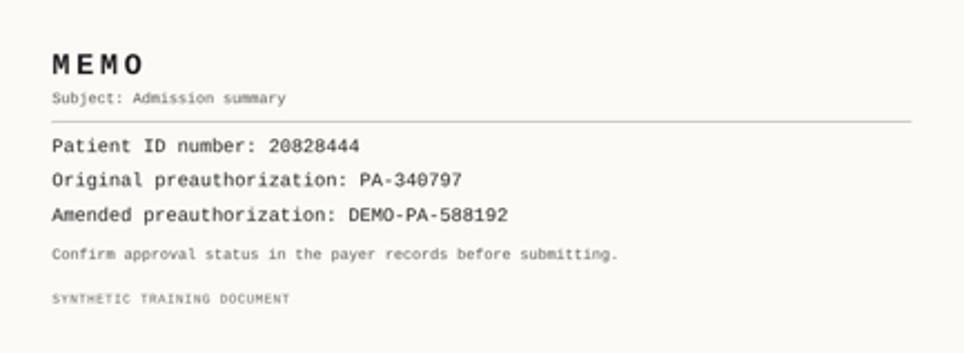 MEMO
Subject: Admission summary
Patient ID number: 20828444
Original preauthorization: PA-340797
Amended preauthorization: DEMO-PA-588192
Confirm approval status in the payer records before submitting.
SYNTHETIC TRAINING DOCUMENT